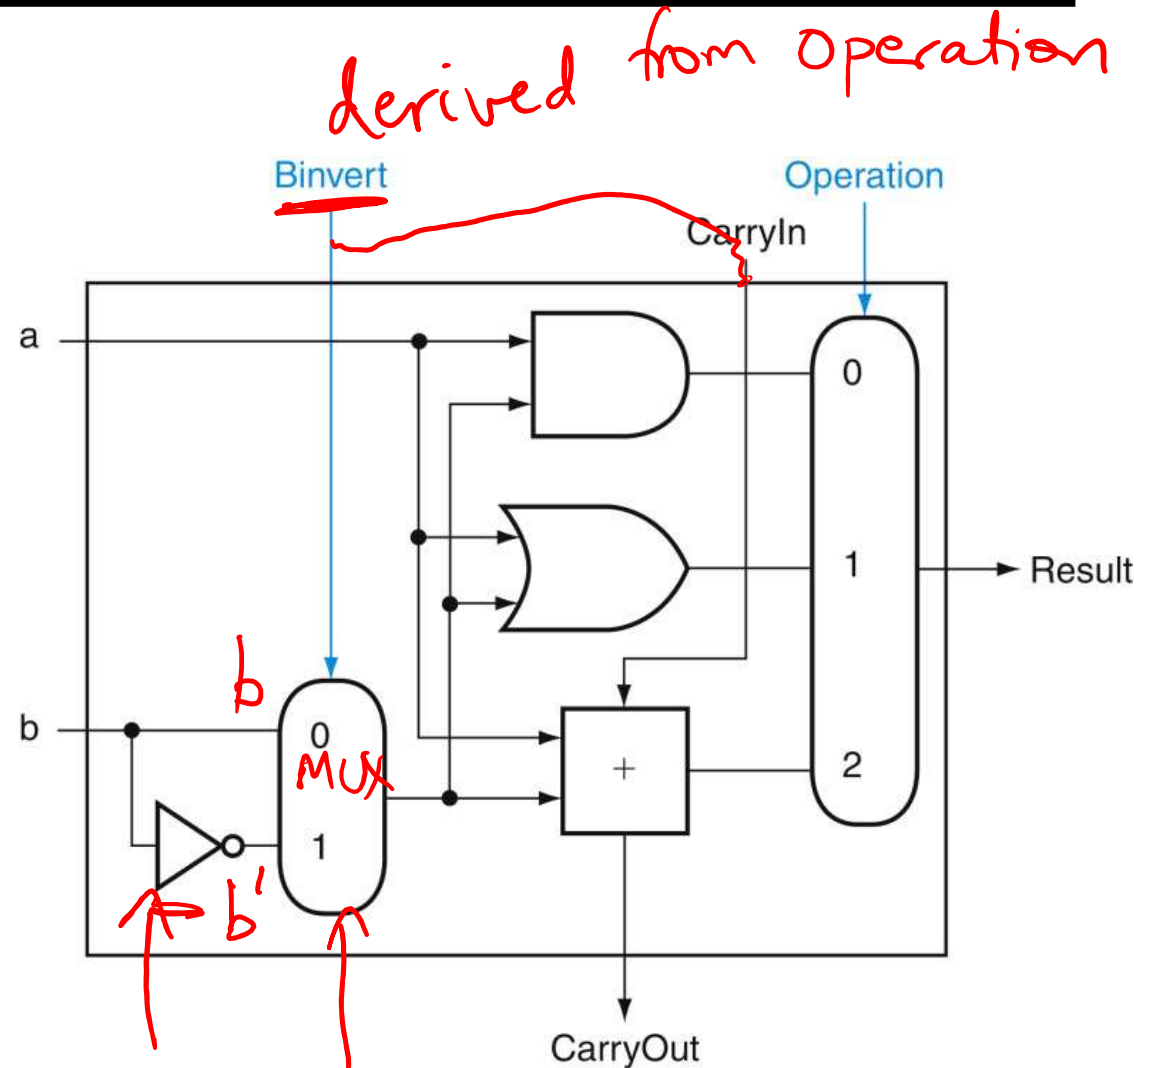 derived from operation
Binvert
Operation
CarryIn
a
0
1
Result
b
b
0
MUX
+
2
1
b'
CarryOut